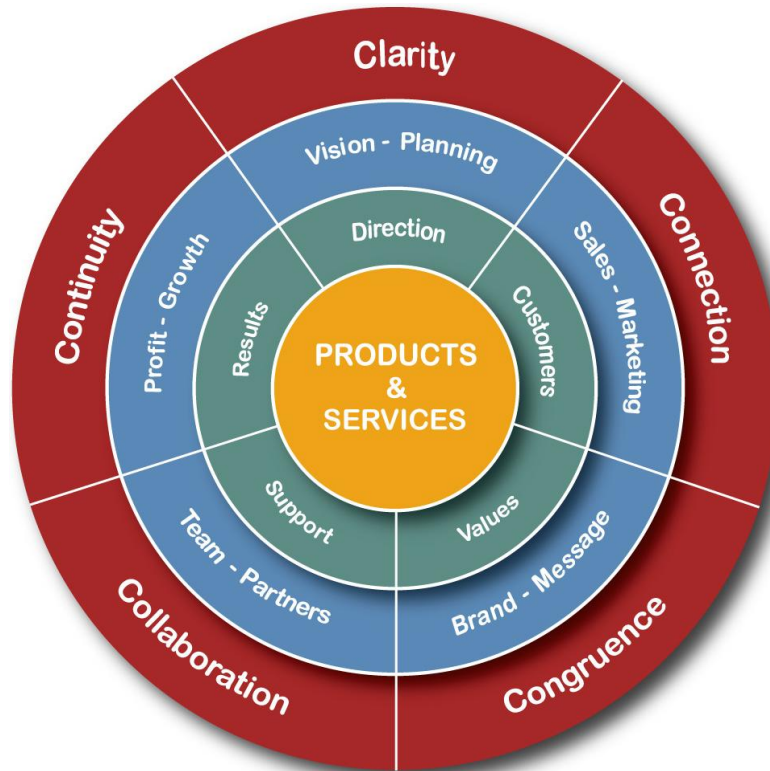 Clarity
Connection
Congruence
Collaboration
Continuity
Vision - Planning
Sales - Marketing
Brand - Message
Team - Partners
Profit - Growth
Direction
Customers
Values
Support
Results
PRODUCTS
&
SERVICES